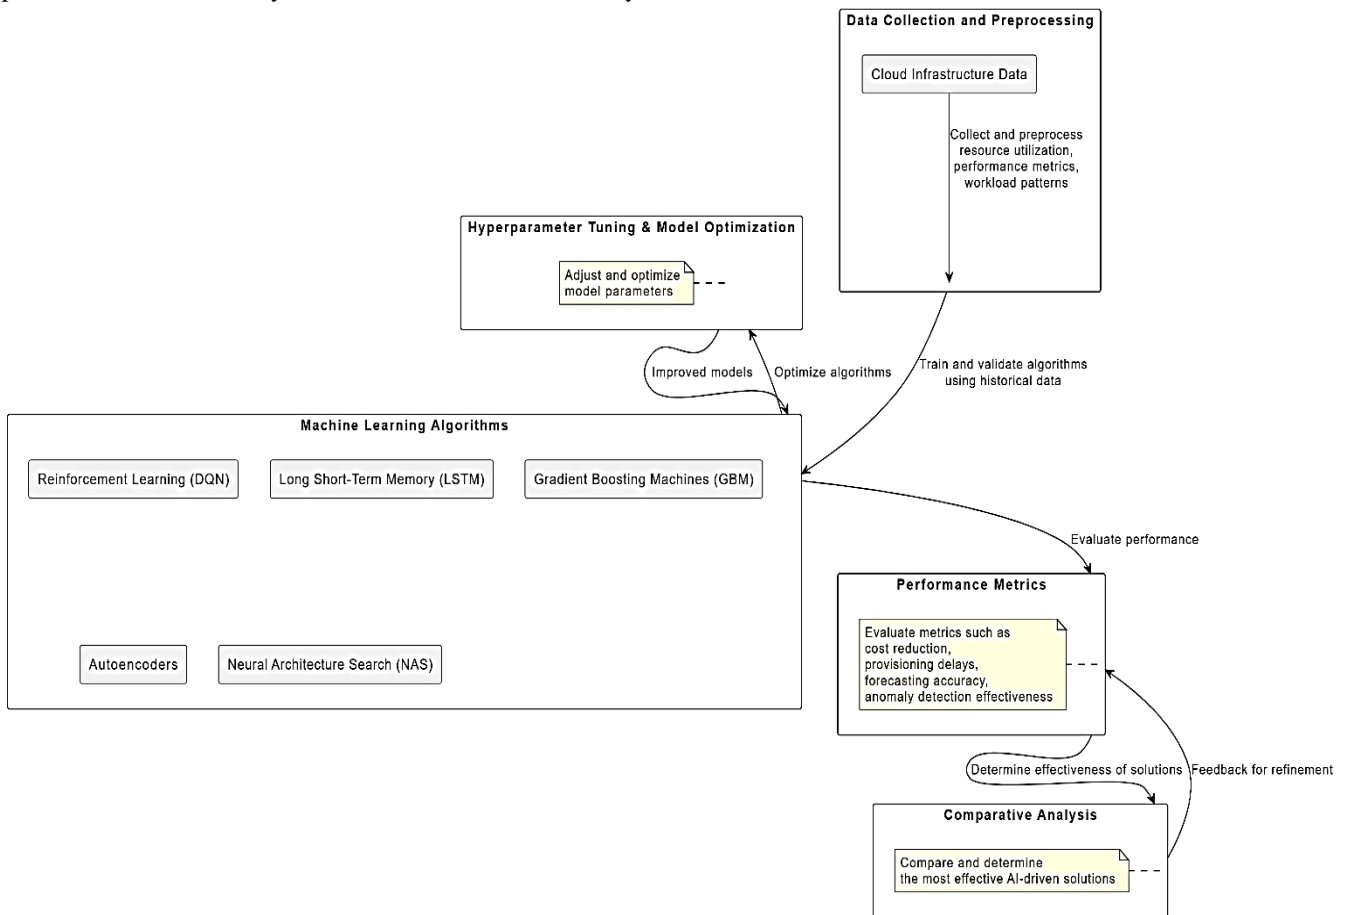 Data Collection and Preprocessing
Cloud Infrastructure Data
Collect and preprocess
resource utilization,
performance metrics,
workload patterns
Hyperparameter Tuning & Model Optimization
Adjust and optimize
model parameters
Improved models
Optimize algorithms
Train and validate algorithms
using historical data
Machine Learning Algorithms
Reinforcement Learning (DQN)
Long Short-Term Memory (LSTM)
Gradient Boosting Machines (GBM)
Autoencoders
Neural Architecture Search (NAS)
Evaluate performance
Performance Metrics
Evaluate metrics such as
cost reduction,
provisioning delays,
forecasting accuracy,
anomaly detection effectiveness
Determine effectiveness of solutions
Feedback for refinement
Comparative Analysis
Compare and determine
the most effective AI-driven solutions